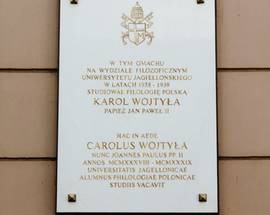 W TYM GMACHU
NA WYDZIALE FILOZOFICZNYM
UNIWERSYTETU JAGIELLOŃSKIEGO
W LATACH 1938 - 1939
STUDIOWAŁ FILOLOGIĘ POLSKĄ
KAROL WOJTYŁA
PAPIEŻ JAN PAWEŁ II
HAC IN AEDE
CAROLUS WOJTYŁA
NUNC JOANNES PAULUS PP. II
ANNOS MCMXXXVIII - MCMXXXIX
UNIVERSITATIS JAGELLONICAE
ALUMNUS PHILOLOGIAE POLONICAE
STUDIIS VACAVIT